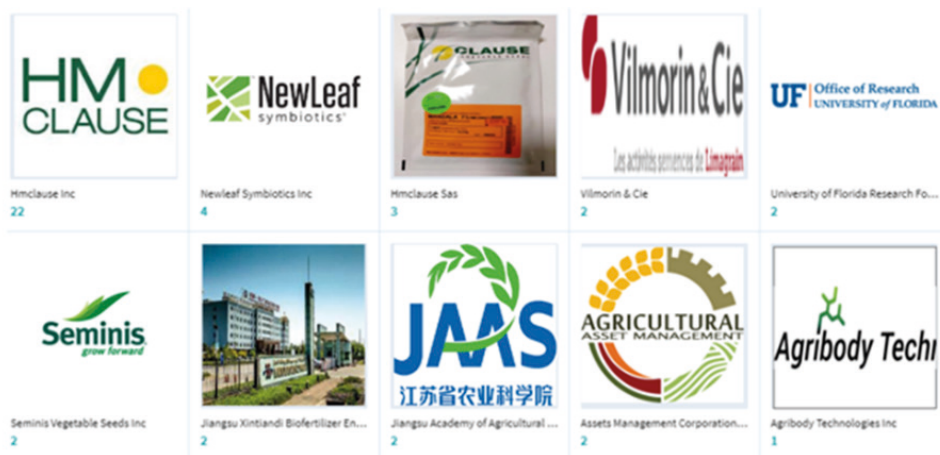 HM
CLAUSE
NewLeaf
symbiotics
CLAUSE
Vilmorin & Cie
Les activités semences de Limagrain
UF Office of Research
UNIVERSITY of FLORIDA
Hmclause Inc
22
Newleaf Symbiotics Inc
4
Hmclause Sas
3
Vilmorin & Cie
2
University of Florida Research Fo...
2
Seminis
grow forward
JAAS
江苏省农业科学院
AGRICULTURAL
ASSET MANAGEMENT
Agribody Techn
Seminis Vegetable Seeds Inc
2
Jiangsu Xintiandi Biofertilizer En...
2
Jiangsu Academy of Agricultural ...
2
Assets Management Corporation...
2
Agribody Technologies Inc
1